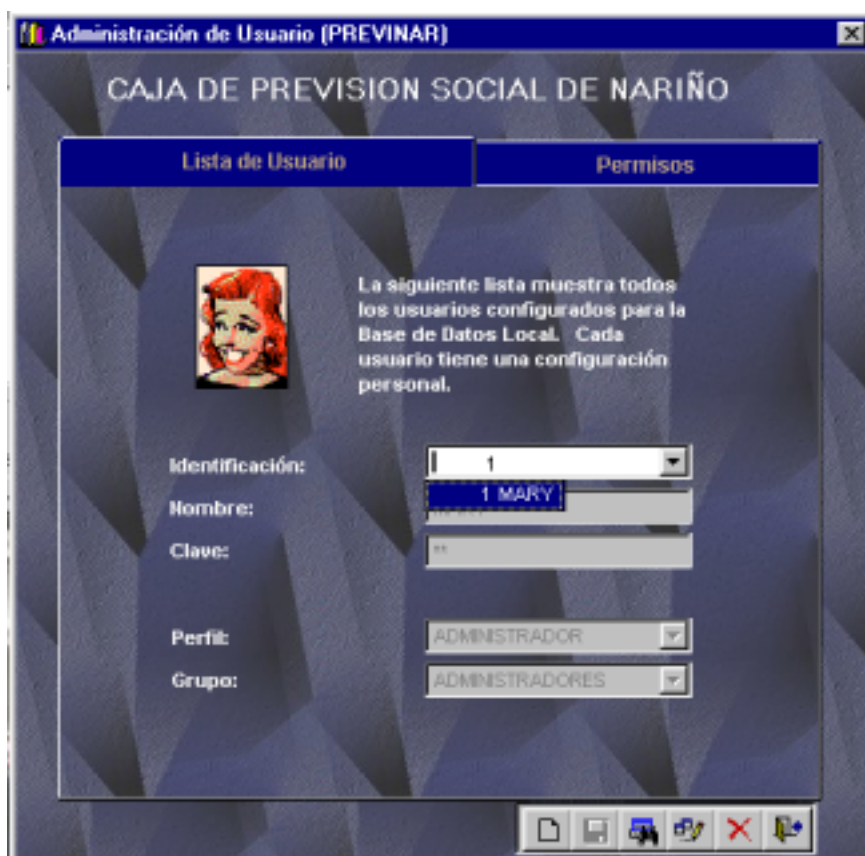 Administración de Usuario (PREVINAR)
CAJA DE PREVISION SOCIAL DE NARIÑO
Lista de Usuario
Permisos
La siguiente lista muestra todos
los usuarios configurados para la
Base de Datos Local. Cada
usuario tiene una configuración
personal.
Identificación: 1
1 MARY
Nombre:
Clave: **
Perfil: ADMINISTRADOR
Grupo: ADMINISTRADORES